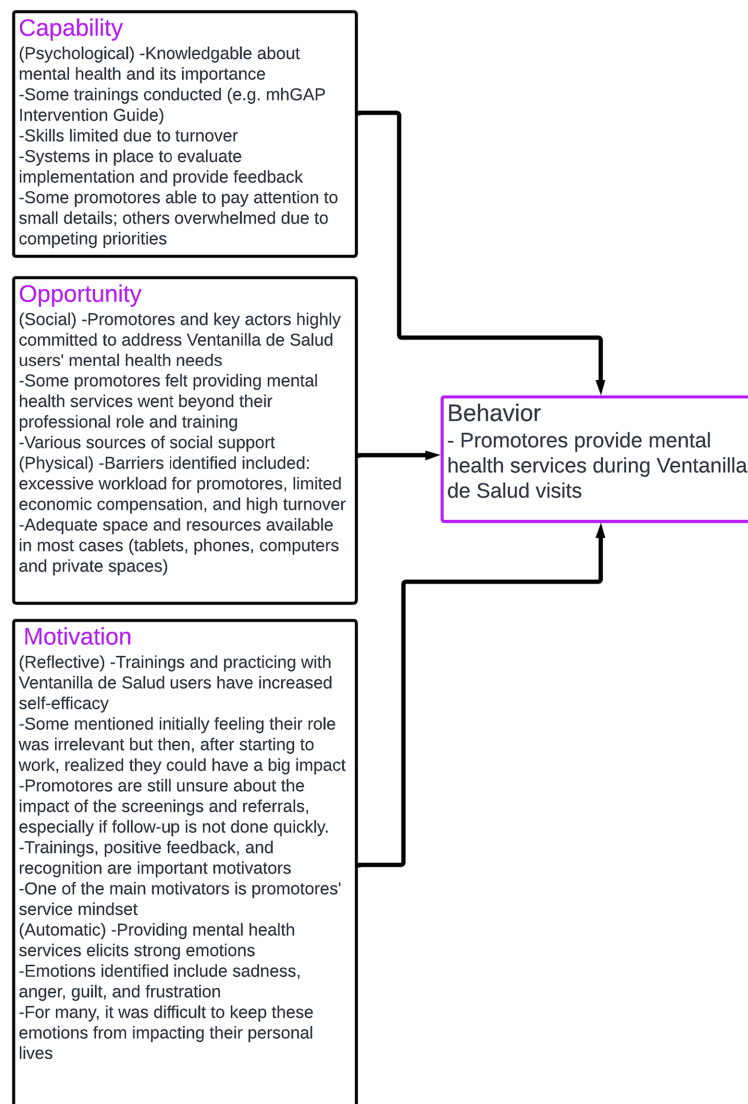 Capability
(Psychological) -Knowledgable about
mental health and its importance
-Some trainings conducted (e.g. mhGAP
Intervention Guide)
-Skills limited due to turnover
-Systems in place to evaluate
implementation and provide feedback
-Some promotores able to pay attention to
small details; others overwhelmed due to
competing priorities
Opportunity
(Social) -Promotores and key actors highly
committed to address Ventanilla de Salud
users' mental health needs
-Some promotores felt providing mental
health services went beyond their
professional role and training
-Various sources of social support
(Physical) -Barriers identified included:
excessive workload for promotores, limited
economic compensation, and high turnover
-Adequate space and resources available
in most cases (tablets, phones, computers
and private spaces)
Motivation
(Reflective) -Trainings and practicing with
Ventanilla de Salud users have increased
self-efficacy
-Some mentioned initially feeling their role
was irrelevant but then, after starting to
work, realized they could have a big impact
-Promotores are still unsure about the
impact of the screenings and referrals,
especially if follow-up is not done quickly.
-Trainings, positive feedback, and
recognition are important motivators
-One of the main motivators is promotores'
service mindset
(Automatic) -Providing mental health
services elicits strong emotions
-Emotions identified include sadness,
anger, guilt, and frustration
-For many, it was difficult to keep these
emotions from impacting their personal
lives
Behavior
- Promotores provide mental
health services during Ventanilla
de Salud visits